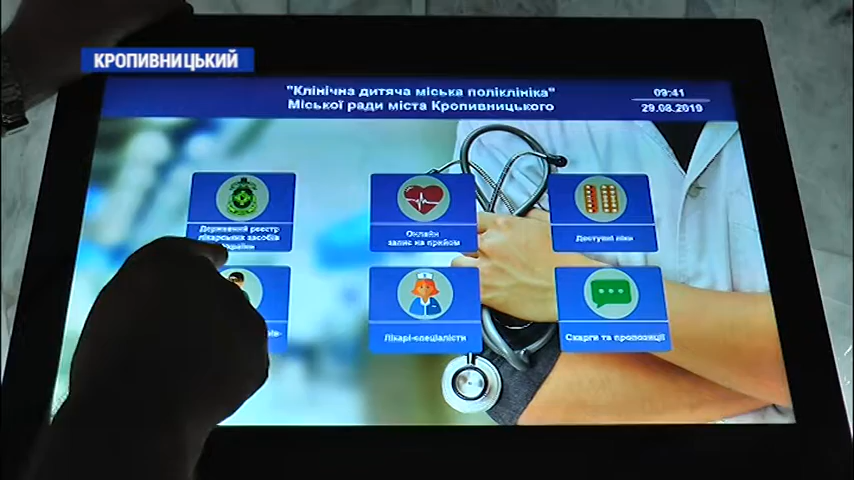 КРОПИВНИЦЬКИЙ
"Клінічна дитяча міська поліклініка"
Міської ради міста Кропивницького
09:41
29.08.2019
Державний реєстр
лікарських засобів
України
Онлайн
запис на прийом
Доступні ліки
Лікарі-спеціалісти
Скарги та пропозиції